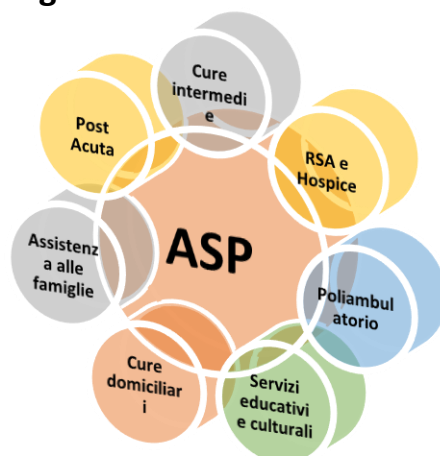 Cure
intermedi
e
Post
Acuta
RSA e
Hospice
ASP
Assistenz
a alle
famiglie
Poliambul
atorio
Cure
domiciliar
i
Servizi
educativi
e culturali